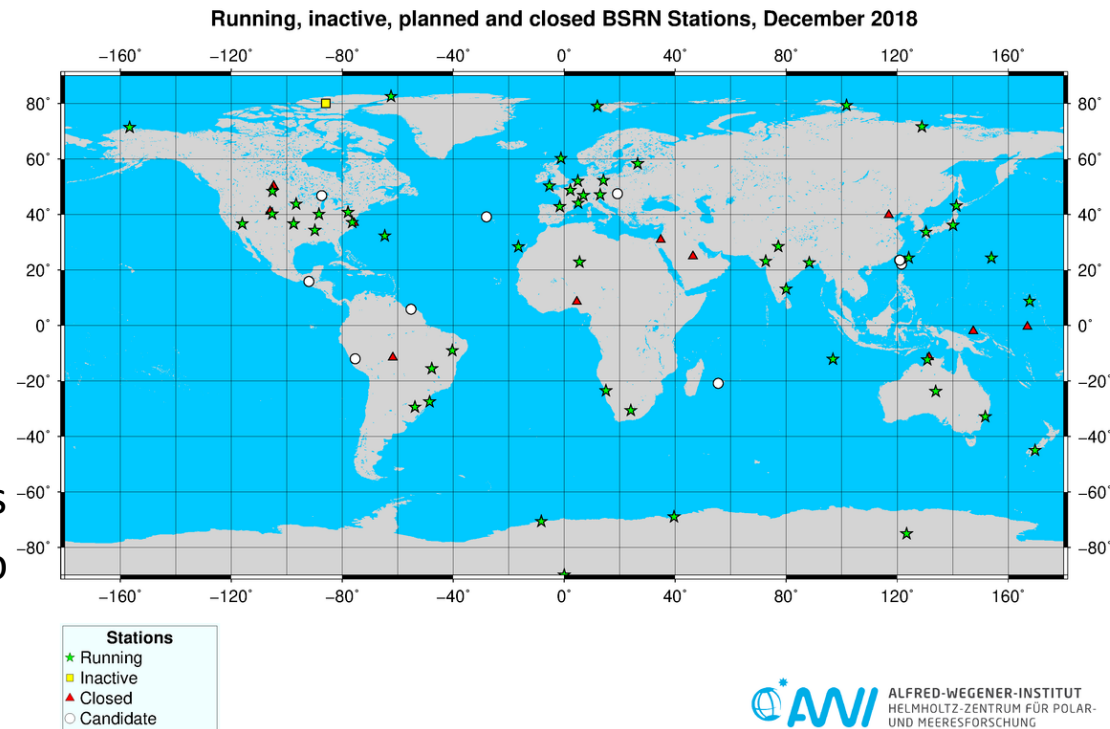 Running, inactive, planned and closed BSRN Stations, December 2018
−160˚ −120˚ −80˚ −40˚ 0˚ 40˚ 80˚ 120˚ 160˚
80˚ 80˚
60˚ 60˚
40˚ 40˚
20˚ 20˚
0˚ 0˚
−20˚ −20˚
−40˚ −40˚
s
−60˚ −60˚
−80˚ −80˚
−160˚ −120˚ −80˚ −40˚ 0˚ 40˚ 80˚ 120˚ 160˚
Stations
Running
Inactive
Closed
Candidate
AWI
ALFRED-WEGENER-INSTITUT
HELMHOLTZ-ZENTRUM FÜR POLAR-
UND MEERESFORSCHUNG